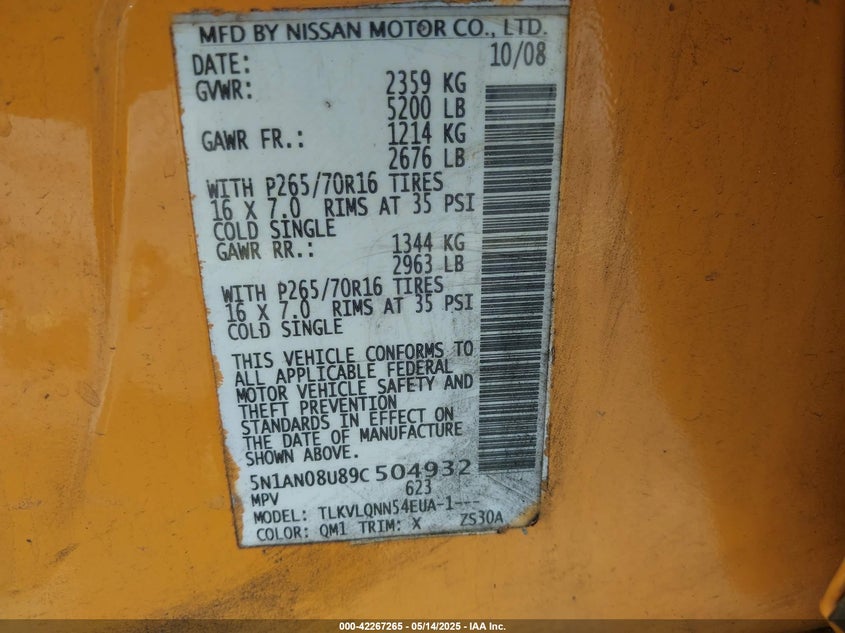 MFD BY NISSAN MOTOR CO., LTD.
DATE: 10/08
GVWR: 2359 KG
5200 LB
GAWR FR.: 1214 KG
2676 LB
WITH P265/70R16 TIRES
16 X 7.0 RIMS AT 35 PSI
COLD SINGLE
GAWR RR.: 1344 KG
2963 LB
WITH P265/70R16 TIRES
16 X 7.0 RIMS AT 35 PSI
COLD SINGLE
THIS VEHICLE CONFORMS TO
ALL APPLICABLE FEDERAL
MOTOR VEHICLE SAFETY AND
THEFT PREVENTION
STANDARDS IN EFFECT ON
THE DATE OF MANUFACTURE
SHOWN ABOVE.
5N1AN08U89C504932
MPV 623
MODEL: TLKVLQNN54EUA-1---
COLOR: QM1 TRIM: X ZS30A
000-42267265 - 05/14/2025 - IAA Inc.